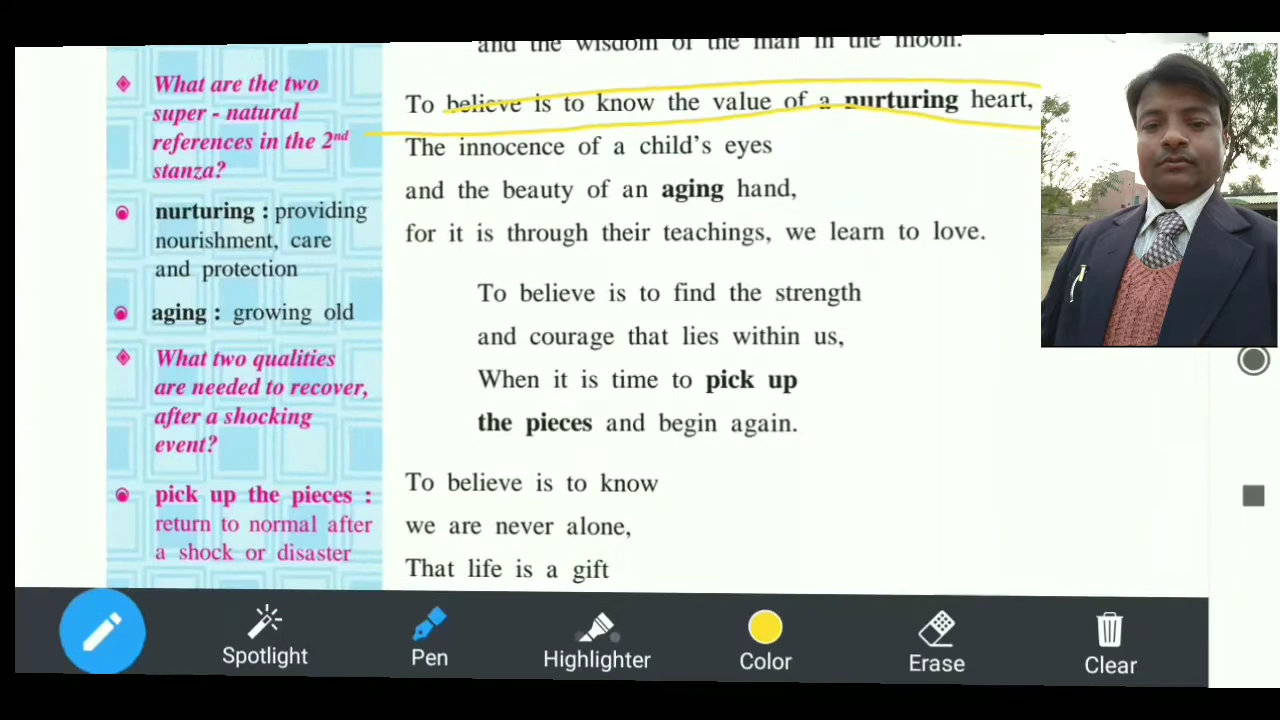 and the wisdom of the man in the moon.
What are the two
super - natural
references in the 2nd
stanza?
nurturing : providing
nourishment, care
and protection
aging : growing old
What two qualities
are needed to recover,
after a shocking
event?
pick up the pieces :
return to normal after
a shock or disaster
To believe is to know the value of a nurturing heart,
The innocence of a child's eyes
and the beauty of an aging hand,
for it is through their teachings, we learn to love.
To believe is to find the strength
and courage that lies within us,
When it is time to pick up
the pieces and begin again.
To believe is to know
we are never alone,
That life is a gift
Spotlight
Pen
Highlighter
Color
Erase
Clear